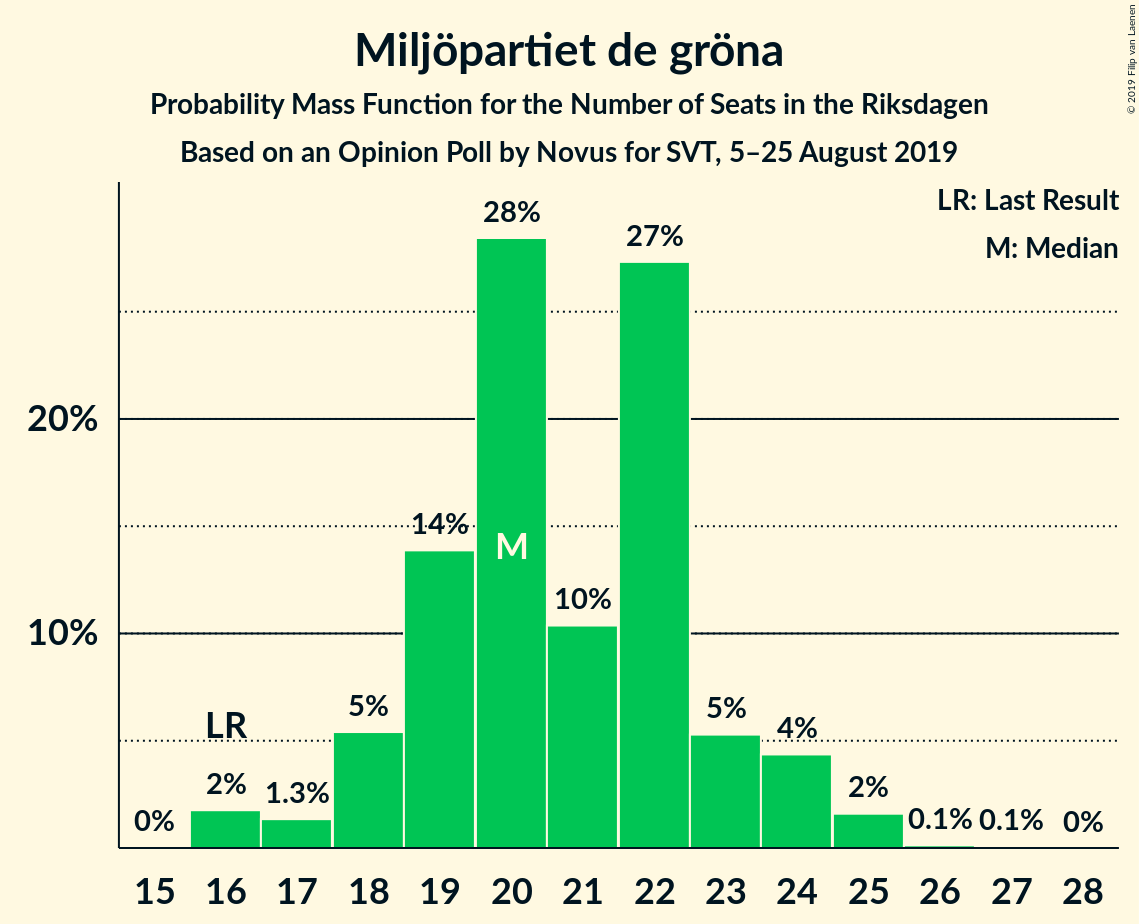 Miljöpartiet de gröna
Probability Mass Function for the Number of Seats in the Riksdagen
Based on an Opinion Poll by Novus for SVT, 5–25 August 2019
© 2019 Filip van Laenen
LR: Last Result
M: Median
20%
10%
0%
LR
2%
1.3%
5%
14%
28%
M
10%
27%
5%
4%
2%
0.1%
0.1%
0%
15 16 17 18 19 20 21 22 23 24 25 26 27 28